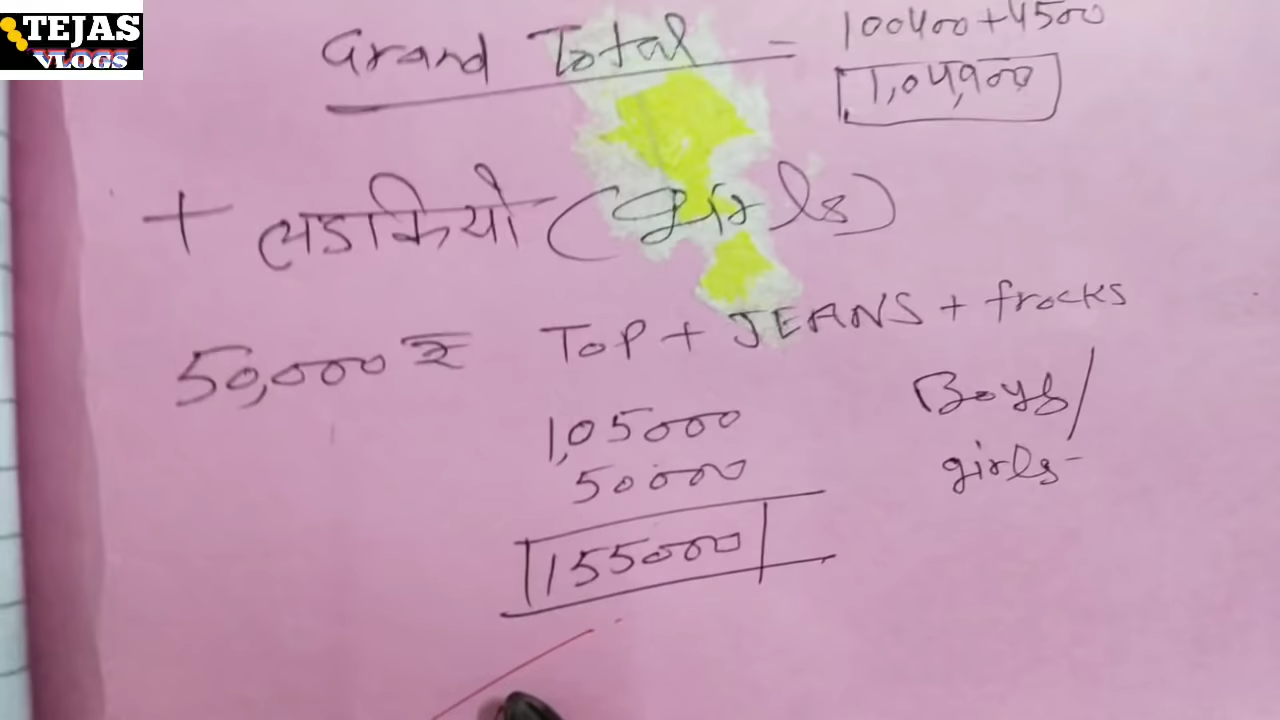 TEJAS
VLOGS
Grand Total = 100400+4500
1,04,900
+ लडकियो (Girls)
50,000 ₹ TOP + JEANS + frocks
1,05000
50000
155000
Boys/
girls-